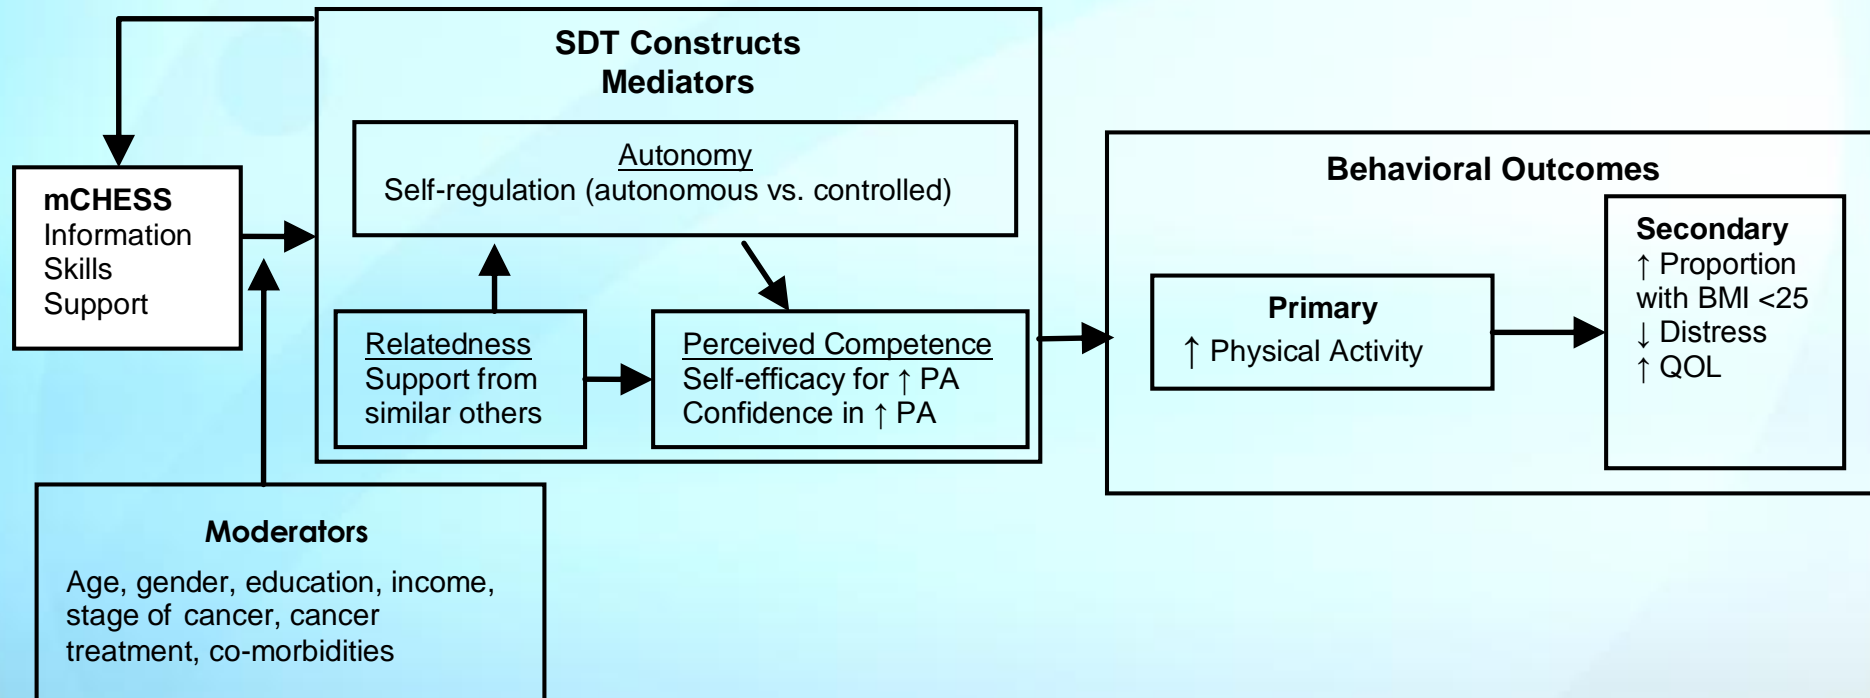 SDT Constructs
Mediators
Autonomy
Self-regulation (autonomous vs. controlled)
mCHESS
Information
Skills
Support
Relatedness
Support from
similar others
Perceived Competence
Self-efficacy for ↑ PA
Confidence in ↑ PA
Behavioral Outcomes
Primary
↑ Physical Activity
Secondary
↑ Proportion
with BMI <25
↓ Distress
↑ QOL
Moderators
Age, gender, education, income,
stage of cancer, cancer
treatment, co-morbidities